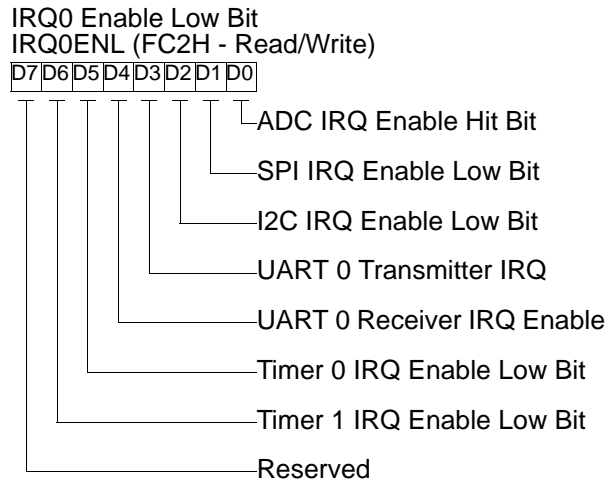 IRQ0 Enable Low Bit
IRQ0ENL (FC2H - Read/Write)
D7 D6 D5 D4 D3 D2 D1 D0
ADC IRQ Enable Hit Bit
SPI IRQ Enable Low Bit
I2C IRQ Enable Low Bit
UART 0 Transmitter IRQ
UART 0 Receiver IRQ Enable
Timer 0 IRQ Enable Low Bit
Timer 1 IRQ Enable Low Bit
Reserved